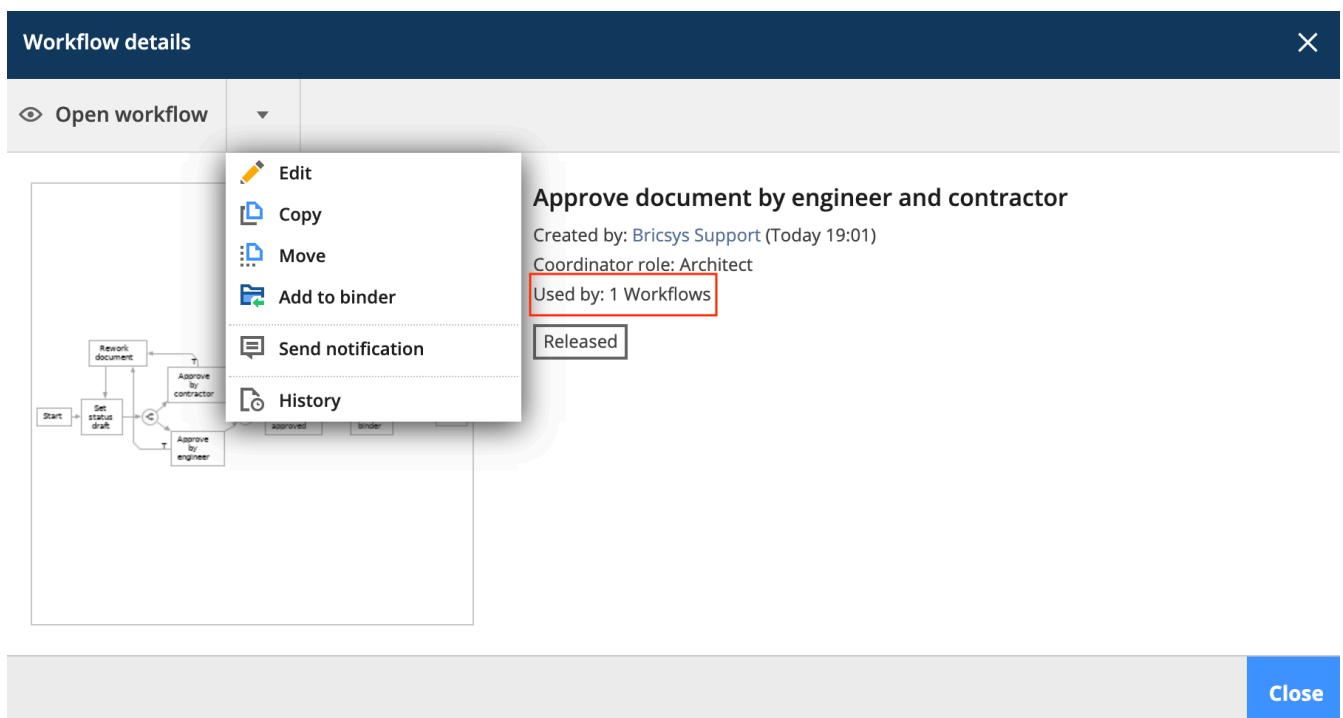 Workflow details
Open workflow
Edit
Copy
Move
Add to binder
Send notification
History
Approve document by engineer and contractor
Created by: Bricsys Support (Today 19:01)
Coordinator role: Architect
Used by: 1 Workflows
Released
Rework
document
T
Approve
by
contractor
Start
Set
status
draft
approved
binder
T
Approve
by
engineer
Close